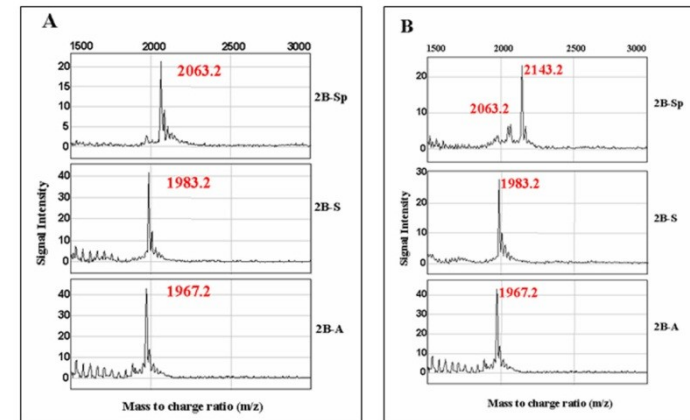 A
1500 2000 2500 3000
20
15
10
5
0
2063.2
2B-Sp
Signal Intensity
40
30
20
10
0
1983.2
2B-S
40
30
20
10
0
1967.2
2B-A
Mass to charge ratio (m/z)
B
1500 2000 2500 3000
20
10
0
2143.2
2063.2
2B-Sp
Signal Intensity
30
20
10
0
1983.2
2B-S
40
30
20
10
0
1967.2
2B-A
Mass to charge ratio (m/z)